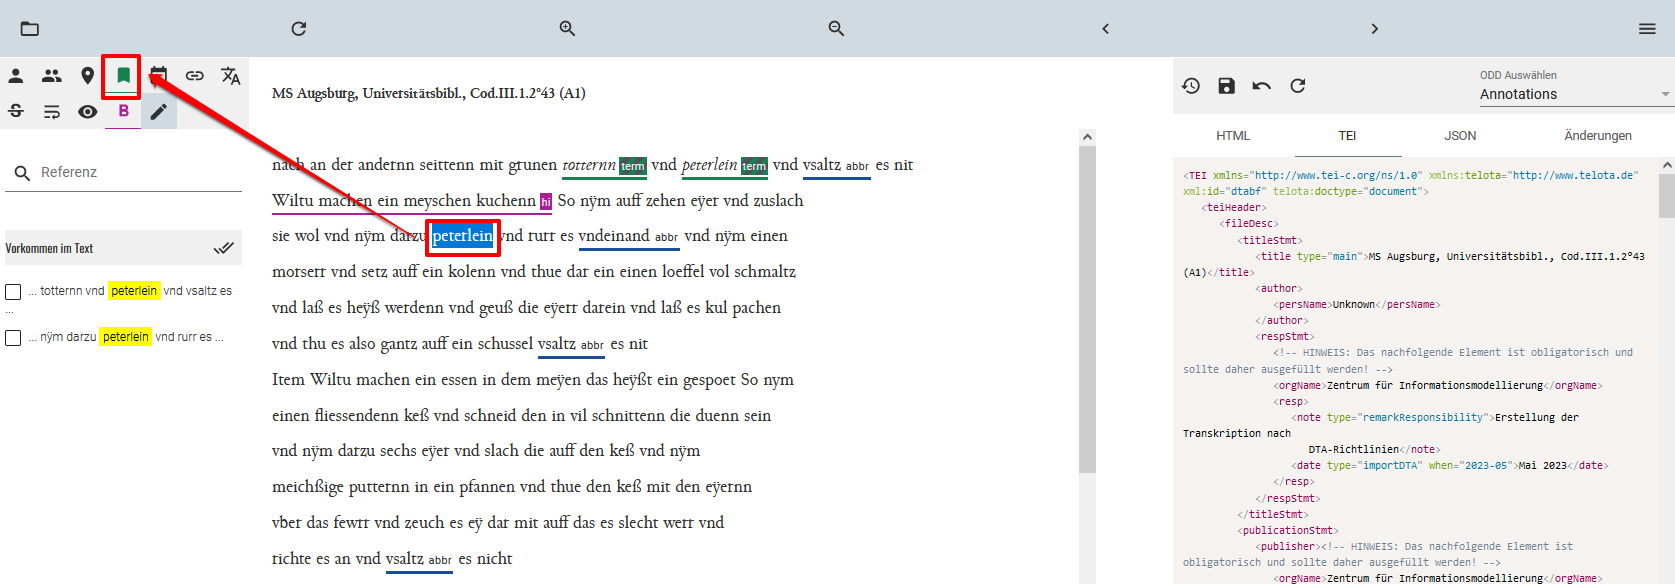 B
Referenz
Vorkommen im Text
... totternn vnd peterlein vnd vsaltz es
...
... nÿm darzu peterlein vnd rurr es ...
MS Augsburg, Universitätsbibl., Cod.III.1.2°43 (A1)
nach an der andernn seittenn mit grunen totternn term vnd peterlein term vnd vsaltz abbr es nit
Wiltu machen ein meyschen kuchenn hi So nÿm auff zehen eÿer vnd zuslach
sie wol vnd nÿm darzu peterlein vnd rurr es vndeinand abbr vnd nÿm einen
morserr vnd setz auff ein kolenn vnd thue dar ein einen loeffel vol schmaltz
vnd laß es heÿß werdenn vnd geuß die eÿerr darein vnd laß es kul pachen
vnd thu es also gantz auff ein schussel vsaltz abbr es nit
Item Wiltu machen ein essen in dem meÿen das heÿßt ein gespoet So nym
einen fliessendenn keß vnd schneid den in vil schnittenn die duenn sein
vnd nÿm darzu sechs eÿer vnd slach die auff den keß vnd nÿm
meichßige putternn in ein pfannen vnd thue den keß mit den eÿernn
vber das fewrr vnd zeuch es eÿ dar mit auff das es slecht werr vnd
richte es an vnd vsaltz abbr es nicht
ODD Auswählen
Annotations
HTML TEI JSON Änderungen
<TEI xmlns="http://www.tei-c.org/ns/1.0" xmlns:telota="http://www.telota.de"
xml:id="dtabf" telota:doctype="document">
<teiHeader>
<fileDesc>
<titleStmt>
<title type="main">MS Augsburg, Universitätsbibl., Cod.III.1.2°43
(A1)</title>
<author>
<persName>Unknown</persName>
</author>
<respStmt>
<!-- HINWEIS: Das nachfolgende Element ist obligatorisch und
sollte daher ausgefüllt werden! -->
<orgName>Zentrum für Informationsmodellierung</orgName>
<resp>
<note type="remarkResponsibility">Erstellung der
Transkription nach
DTA-Richtlinien</note>
<date type="importDTA" when="2023-05">Mai 2023</date>
</resp>
</respStmt>
</titleStmt>
<publicationStmt>
<publisher><!-- HINWEIS: Das nachfolgende Element ist
obligatorisch und sollte daher ausgefüllt werden! -->
<orgName>Zentrum für Informationsmodellierung</orgName>